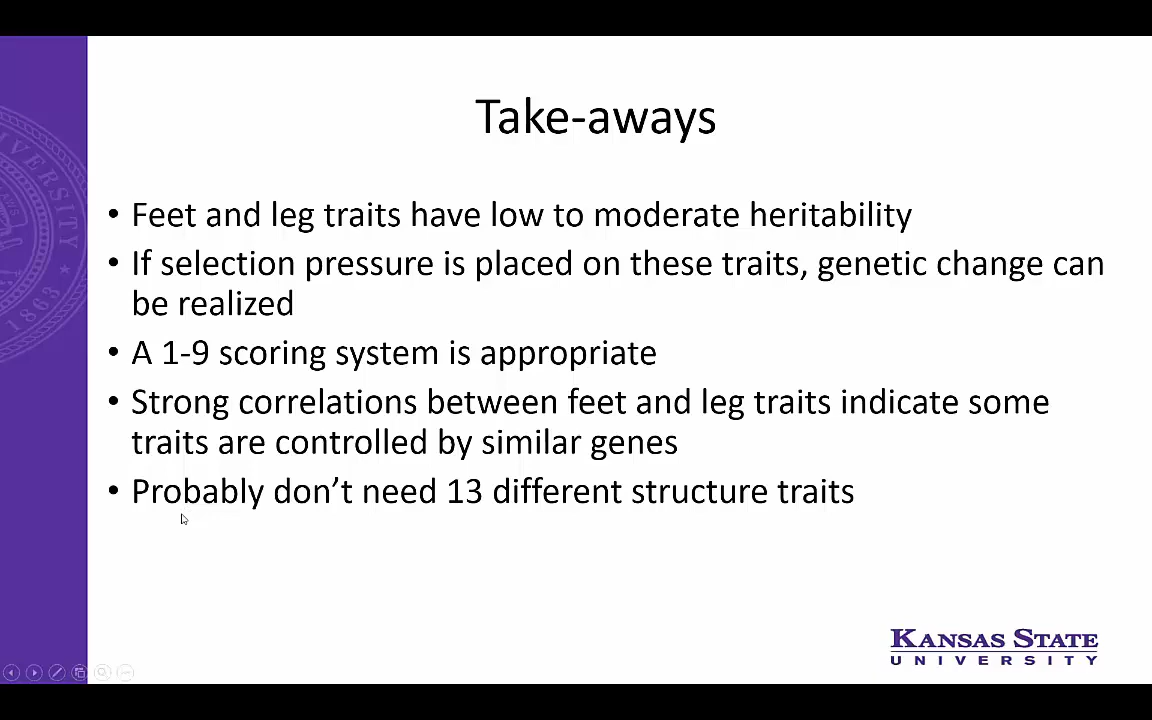 Take-aways
• Feet and leg traits have low to moderate heritability
• If selection pressure is placed on these traits, genetic change can
be realized
• A 1-9 scoring system is appropriate
• Strong correlations between feet and leg traits indicate some
traits are controlled by similar genes
• Probably don’t need 13 different structure traits
KANSAS STATE
UNIVERSITY
1863